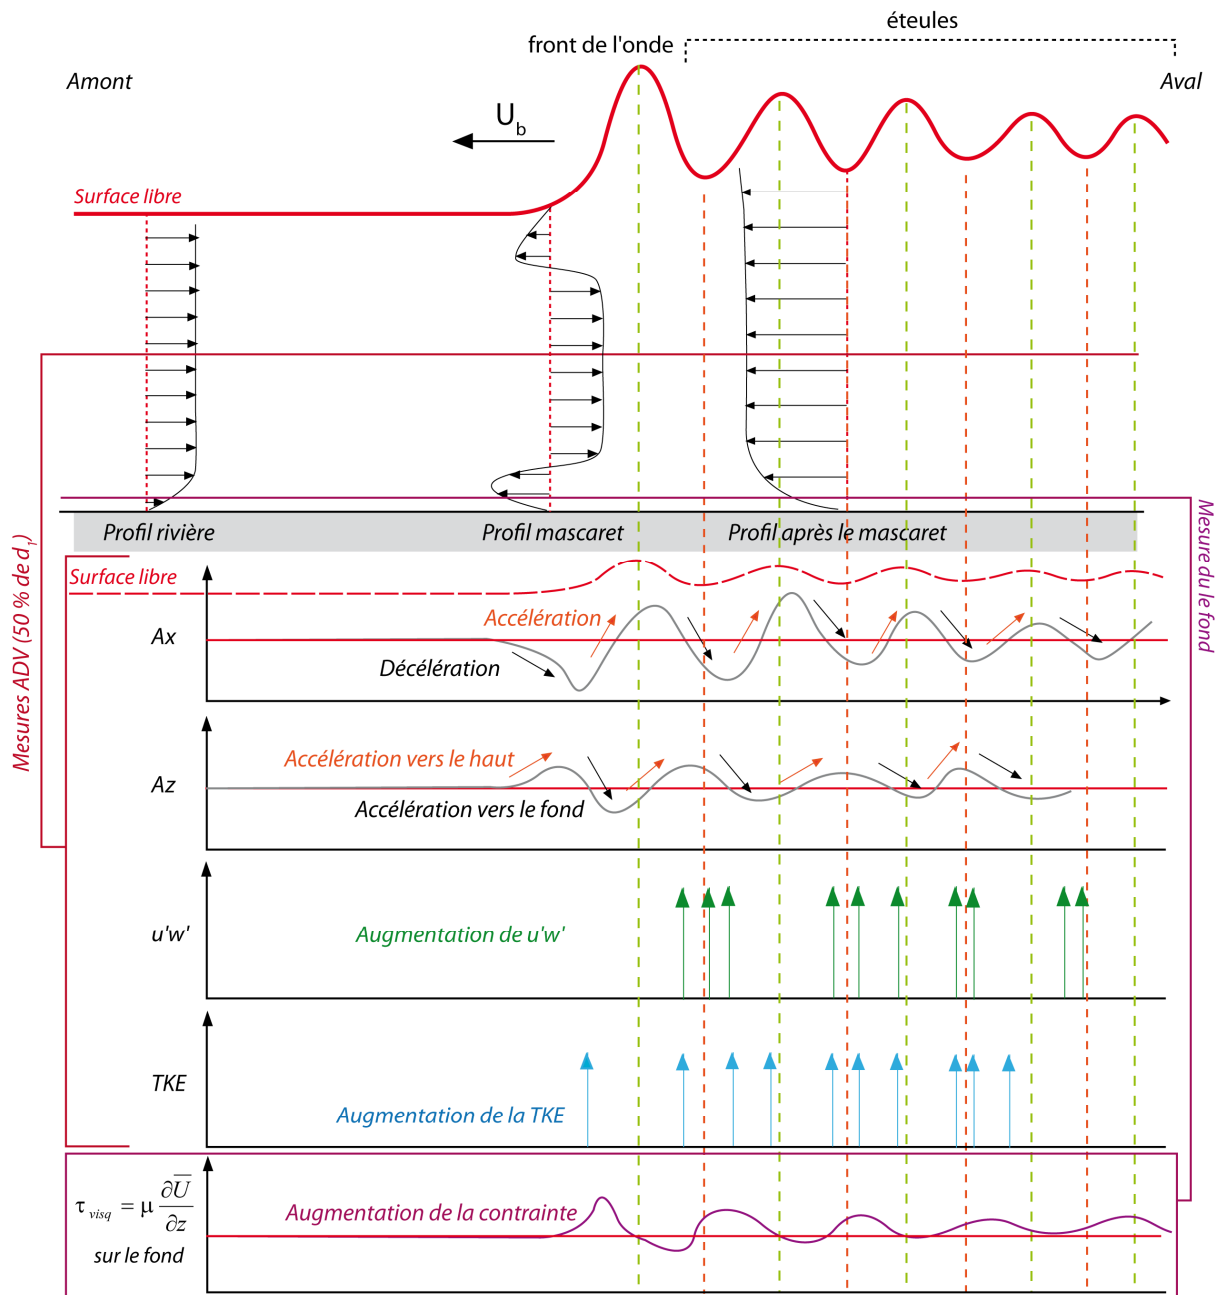 éteules
front de l'onde
Amont
Aval
U_b
Surface libre
Profil rivière
Profil mascaret
Profil après le mascaret
Mesure du le fond
Mesures ADV (50 % de d_1)
Surface libre
Accélération
Ax
Décélération
Accélération vers le haut
Az
Accélération vers le fond
u'w'
Augmentation de u'w'
TKE
Augmentation de la TKE
τ_visq = μ ∂U̅/∂z
Augmentation de la contrainte
sur le fond